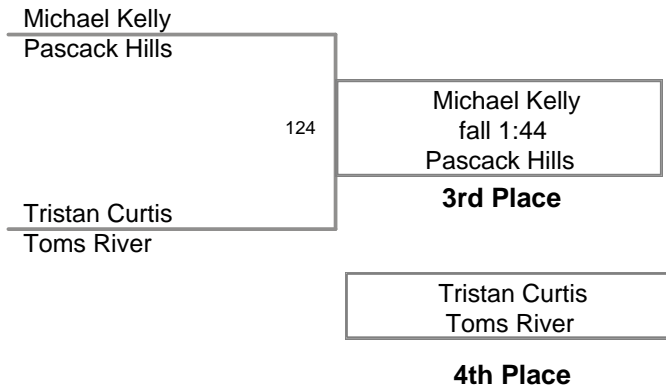 Michael Kelly
Pascack Hills
124
Michael Kelly
fall 1:44
Pascack Hills
3rd Place
Tristan Curtis
Toms River
Tristan Curtis
Toms River
4th Place